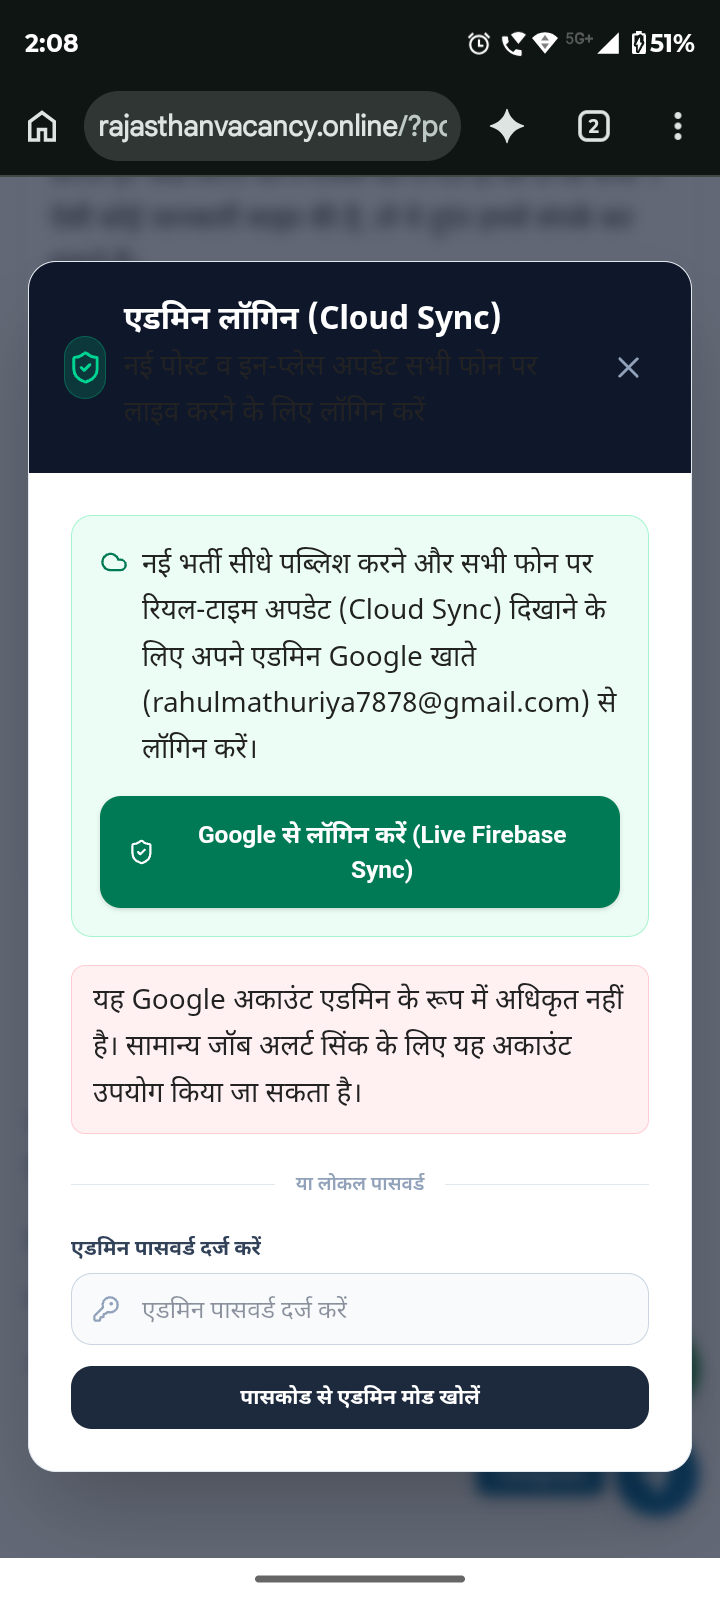 2:08
5G+
51%
rajasthanvacancy.online/?po
2
एडमिन लॉगिन (Cloud Sync)
नई पोस्ट व इन-प्लेस अपडेट सभी फोन पर
लाइव करने के लिए लॉगिन करें
नई भर्ती सीधे पब्लिश करने और सभी फोन पर
रियल-टाइम अपडेट (Cloud Sync) दिखाने के
लिए अपने एडमिन Google खाते
(rahulmathuriya7878@gmail.com) से
लॉगिन करें।
Google से लॉगिन करें (Live Firebase
Sync)
यह Google अकाउंट एडमिन के रूप में अधिकृत नहीं
है। सामान्य जॉब अलर्ट सिंक के लिए यह अकाउंट
उपयोग किया जा सकता है।
या लोकल पासवर्ड
एडमिन पासवर्ड दर्ज करें
एडमिन पासवर्ड दर्ज करें
पासकोड से एडमिन मोड खोलें